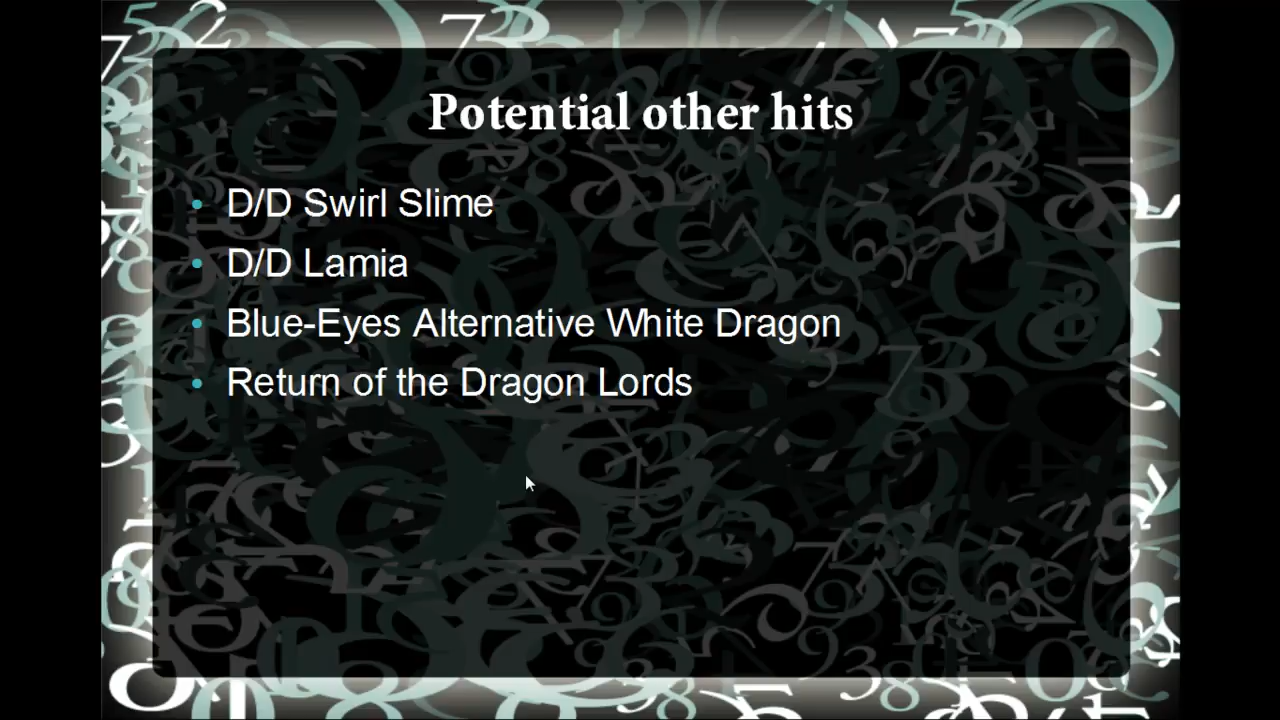 Potential other hits
D/D Swirl Slime
D/D Lamia
Blue-Eyes Alternative White Dragon
Return of the Dragon Lords